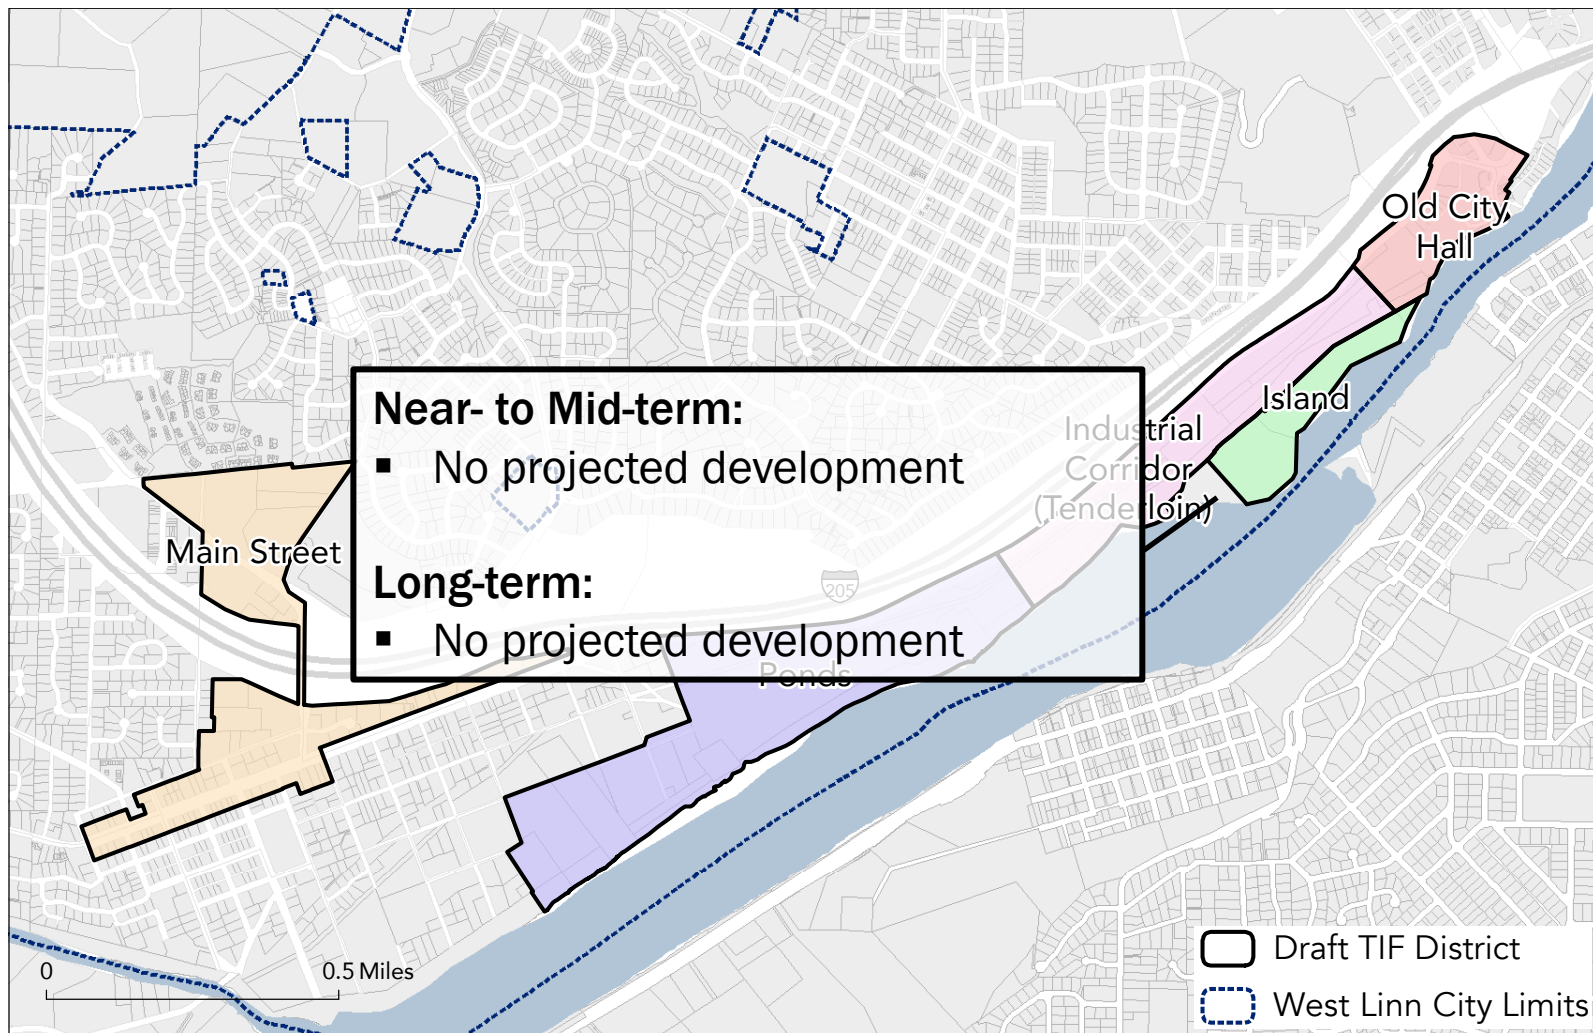 Old City
Hall
Island
Near- to Mid-term:
▪ No projected development
Industrial
Corridor
(Tenderloin)
Main Street
Long-term:
▪ No projected development
205
Ponds
0 0.5 Miles
Draft TIF District
West Linn City Limits